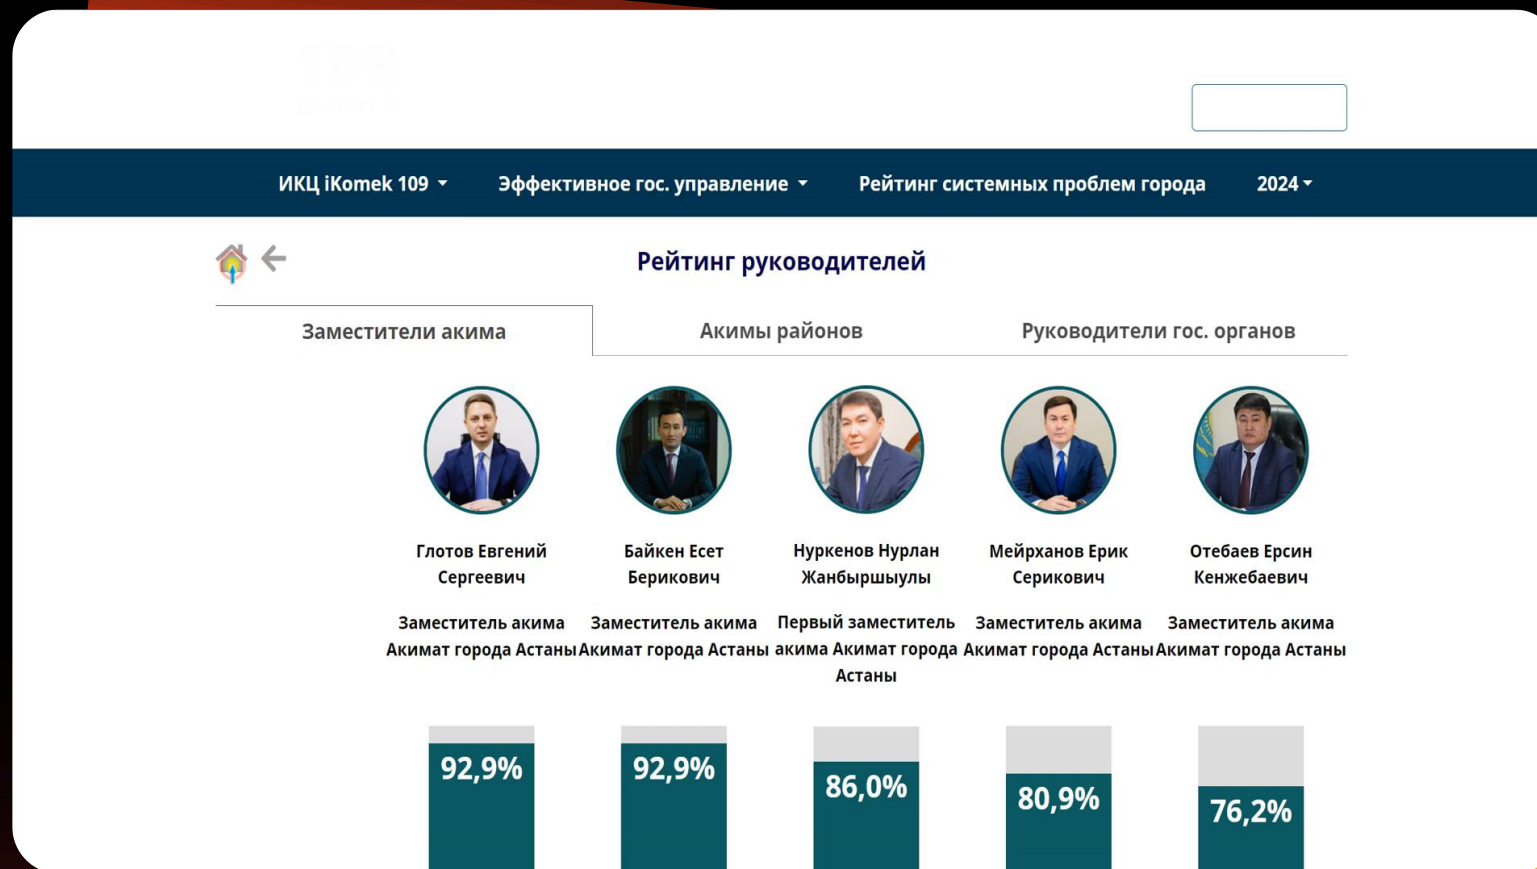 ИКЦ iKomek 109 Эффективное гос. управление Рейтинг системных проблем города 2024
Рейтинг руководителей
Заместители акима Акимы районов Руководители гос. органов
Глотов Евгений
Сергеевич
Заместитель акима
Акимат города Астаны
92,9%
Байкен Есет
Берикович
Заместитель акима
Акимат города Астаны
92,9%
Нуркенов Нурлан
Жанбыршыулы
Первый заместитель
акима Акимат города
Астаны
86,0%
Мейрханов Ерик
Серикович
Заместитель акима
Акимат города Астаны
80,9%
Отебаев Ерсин
Кенжебаевич
Заместитель акима
Акимат города Астаны
76,2%